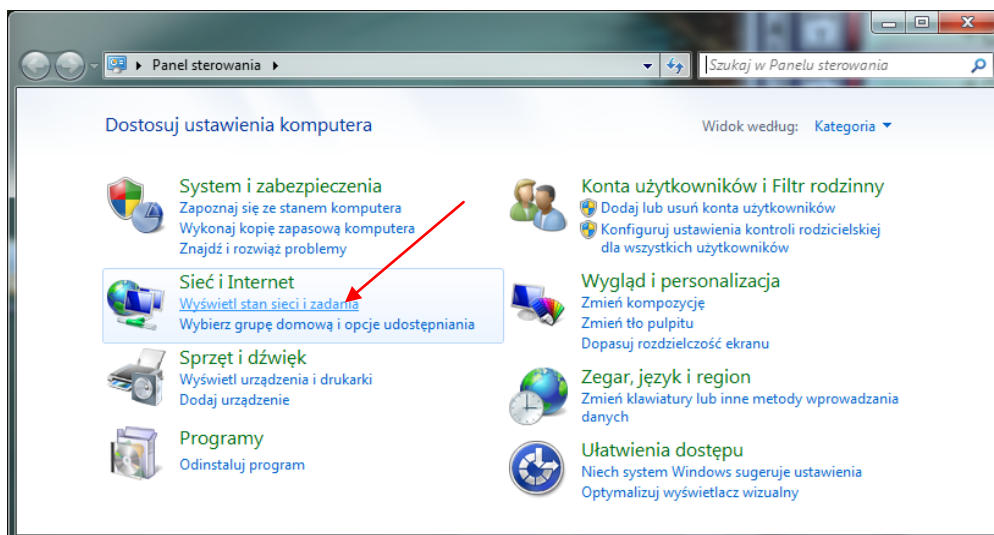 Panel sterowania
Szukaj w Panelu sterowania
Dostosuj ustawienia komputera
Widok według: Kategoria
System i zabezpieczenia
Zapoznaj się ze stanem komputera
Wykonaj kopię zapasową komputera
Znajdź i rozwiąż problemy
Sieć i Internet
Wyświetl stan sieci i zadania
Wybierz grupę domową i opcje udostępniania
Sprzęt i dźwięk
Wyświetl urządzenia i drukarki
Dodaj urządzenie
Programy
Odinstaluj program
Konta użytkowników i Filtr rodzinny
Dodaj lub usuń konta użytkowników
Konfiguruj ustawienia kontroli rodzicielskiej
dla wszystkich użytkowników
Wygląd i personalizacja
Zmień kompozycję
Zmień tło pulpitu
Dopasuj rozdzielczość ekranu
Zegar, język i region
Zmień klawiatury lub inne metody wprowadzania
danych
Ułatwienia dostępu
Niech system Windows sugeruje ustawienia
Optymalizuj wyświetlacz wizualny